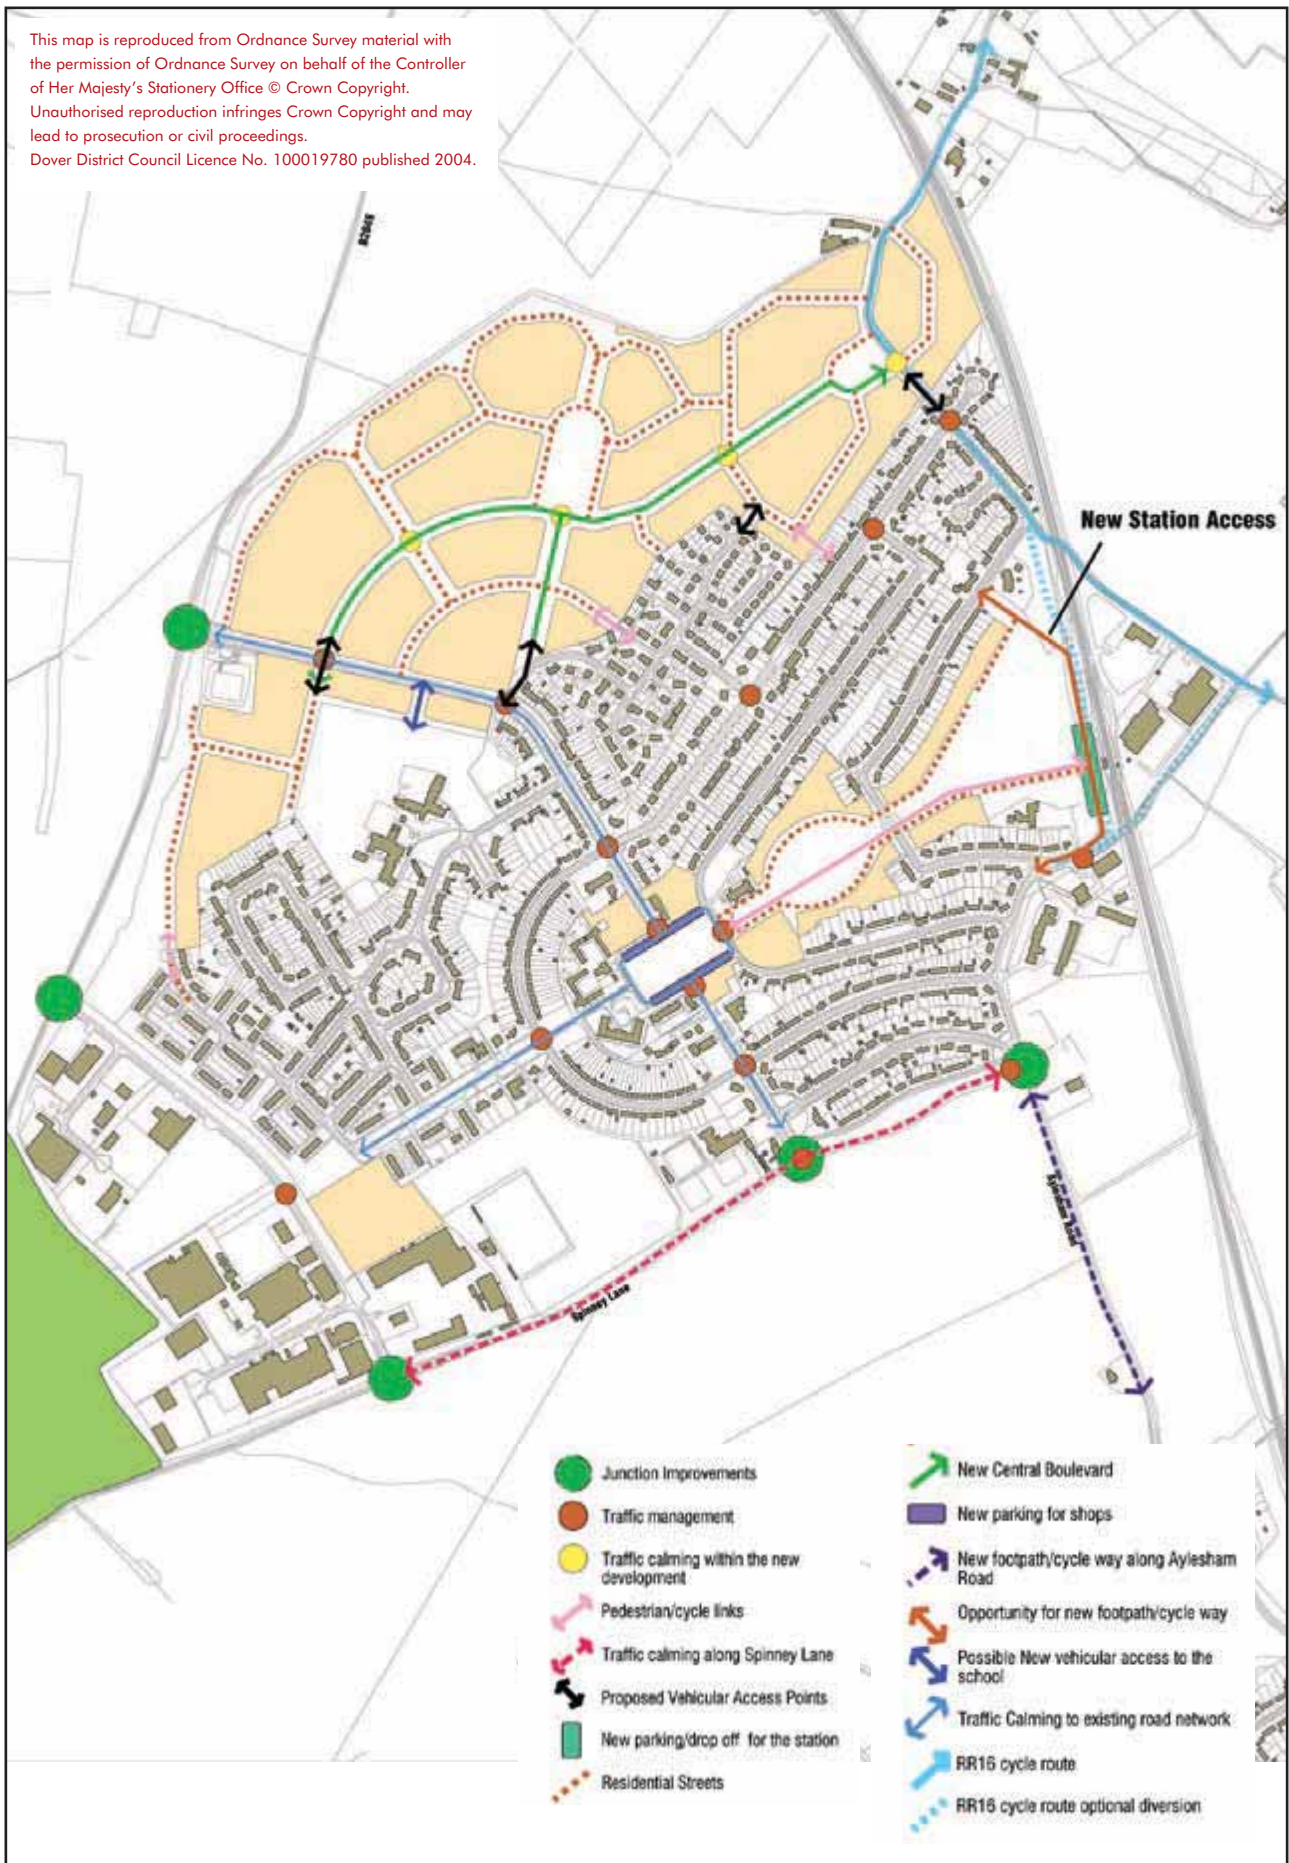 This map is reproduced from Ordnance Survey material with
the permission of Ordnance Survey on behalf of the Controller
of Her Majesty's Stationery Office © Crown Copyright.
Unauthorised reproduction infringes Crown Copyright and may
lead to prosecution or civil proceedings.
Dover District Council Licence No. 100019780 published 2004.
B2046
New Station Access
Aylesham Road
Spinney Lane
Junction Improvements
Traffic management
Traffic calming within the new
development
Pedestrian/cycle links
Traffic calming along Spinney Lane
Proposed Vehicular Access Points
New parking/drop off for the station
Residential Streets
New Central Boulevard
New parking for shops
New footpath/cycle way along Aylesham
Road
Opportunity for new footpath/cycle way
Possible New vehicular access to the
school
Traffic Calming to existing road network
RR16 cycle route
RR16 cycle route optional diversion